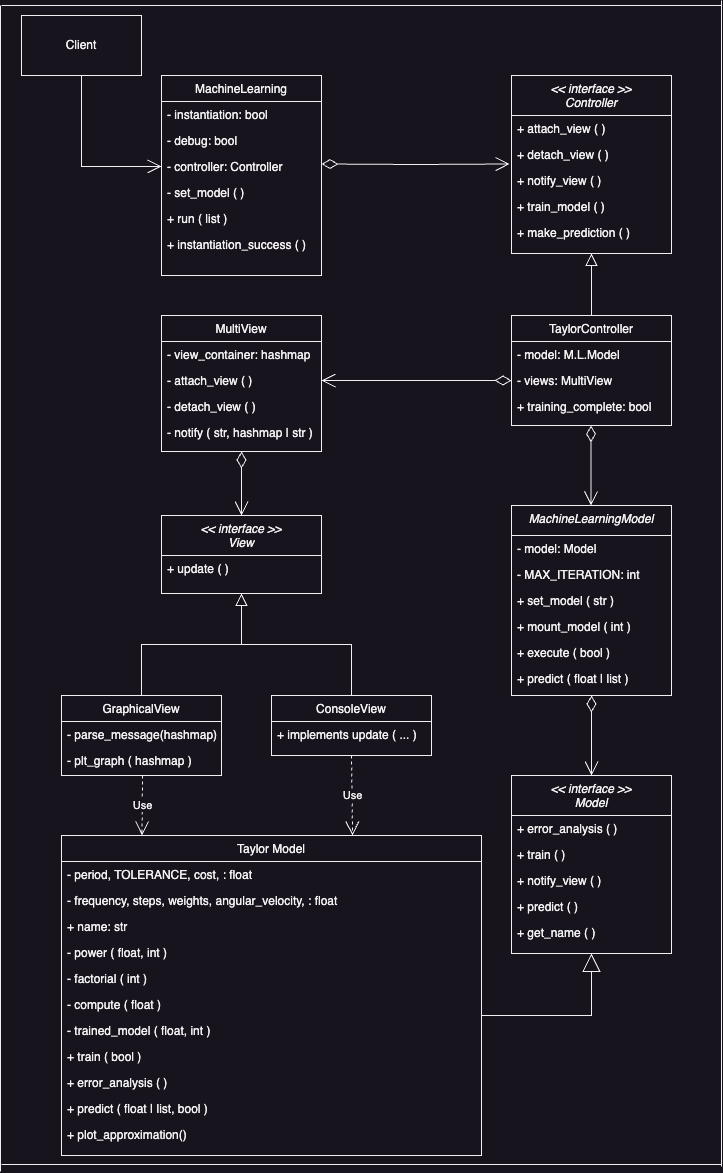 Client
MachineLearning
- instantiation: bool
- debug: bool
- controller: Controller
- set_model ( )
+ run ( list )
+ instantiation_success ( )
<< interface >>
Controller
+ attach_view ( )
+ detach_view ( )
+ notify_view ( )
+ train_model ( )
+ make_prediction ( )
MultiView
- view_container: hashmap
- attach_view ( )
- detach_view ( )
- notify ( str, hashmap | str )
TaylorController
- model: M.L.Model
- views: MultiView
+ training_complete: bool
<< interface >>
View
+ update ( )
MachineLearningModel
- model: Model
- MAX_ITERATION: int
+ set_model ( str )
+ mount_model ( int )
+ execute ( bool )
+ predict ( float | list )
GraphicalView
- parse_message(hashmap)
- plt_graph ( hashmap )
ConsoleView
+ implements update ( ... )
Use
Use
<< interface >>
Model
+ error_analysis ( )
+ train ( )
+ notify_view ( )
+ predict ( )
+ get_name ( )
Taylor Model
- period, TOLERANCE, cost, : float
- frequency, steps, weights, angular_velocity, : float
+ name: str
- power ( float, int )
- factorial ( int )
- compute ( float )
- trained_model ( float, int )
+ train ( bool )
+ error_analysis ( )
+ predict ( float | list, bool )
+ plot_approximation()